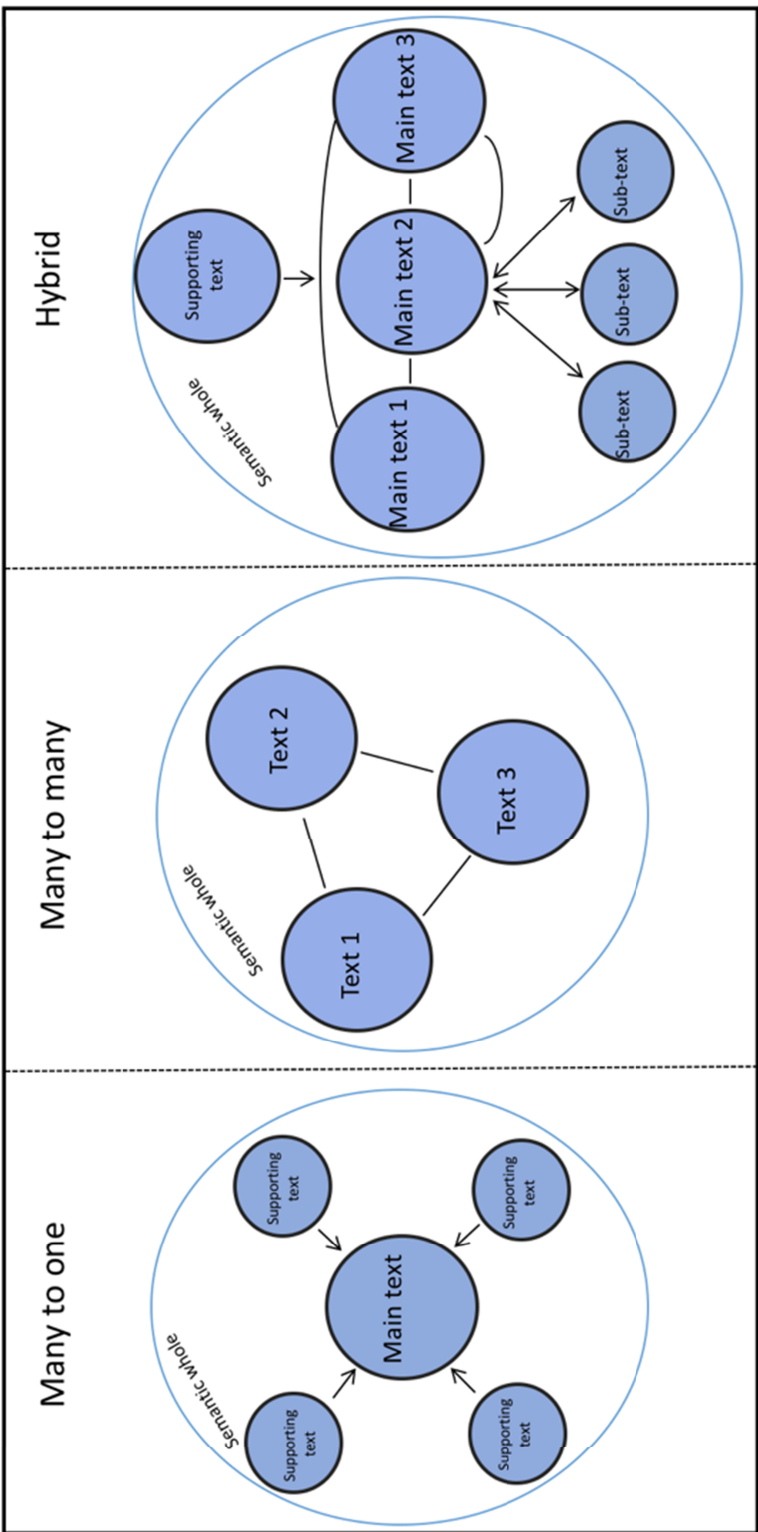 Many to one
Semantic whole
Supporting
text
Supporting
text
Main text
Supporting
text
Supporting
text
Many to many
Semantic whole
Text 1
Text 2
Text 3
Hybrid
Semantic whole
Supporting
text
Main text 1
Main text 2
Main text 3
Sub-text
Sub-text
Sub-text